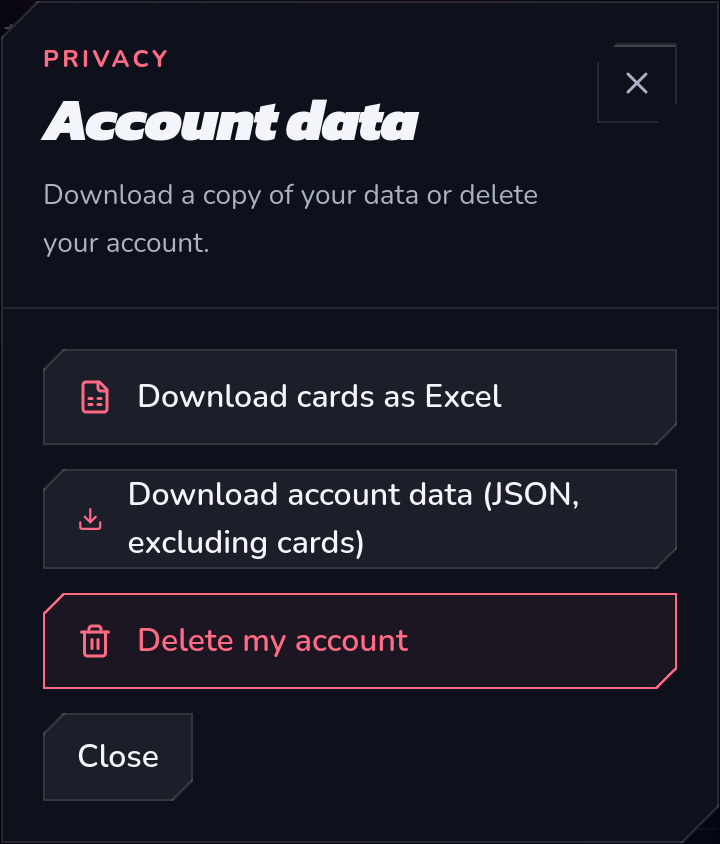 PRIVACY
Account data
Download a copy of your data or delete
your account.
Download cards as Excel
Download account data (JSON,
excluding cards)
Delete my account
Close